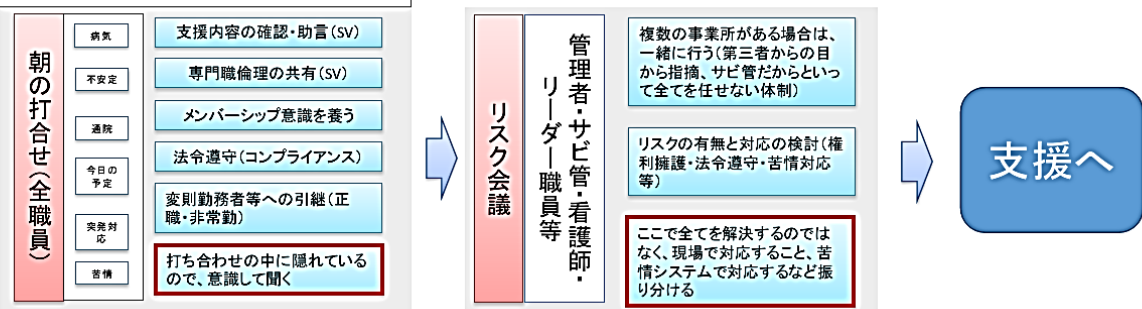 朝の打合せ(全職員)
病気
不安定
通院
今日の
予定
突発対
応
苦情
支援内容の確認・助言(SV)
専門職倫理の共有(SV)
メンバーシップ意識を養う
法令遵守(コンプライアンス)
変則勤務者等への引継(正
職・非常勤)
打ち合わせの中に隠れている
ので、意識して聞く
リスク会議
管理者・サビ管・看護師・
リーダー職員等
複数の事業所がある場合は、
一緒に行う(第三者からの目
から指摘、サビ管だからといっ
て全てを任せない体制)
リスクの有無と対応の検討(権
利擁護・法令遵守・苦情対応
等)
ここで全てを解決するのでは
なく、現場で対応すること、苦
情システムで対応するなど振
り分ける
支援へ